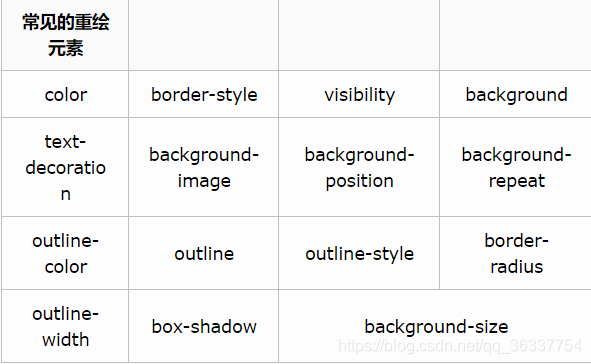 常见的重绘
元素
color border-style visibility background
text-
decoratio
n
background-
image
background-
position
background-
repeat
outline-
color
outline
outline-style
border-
radius
outline-
width
box-shadow
background-size
https://blog.csdn.net/qq_36337754